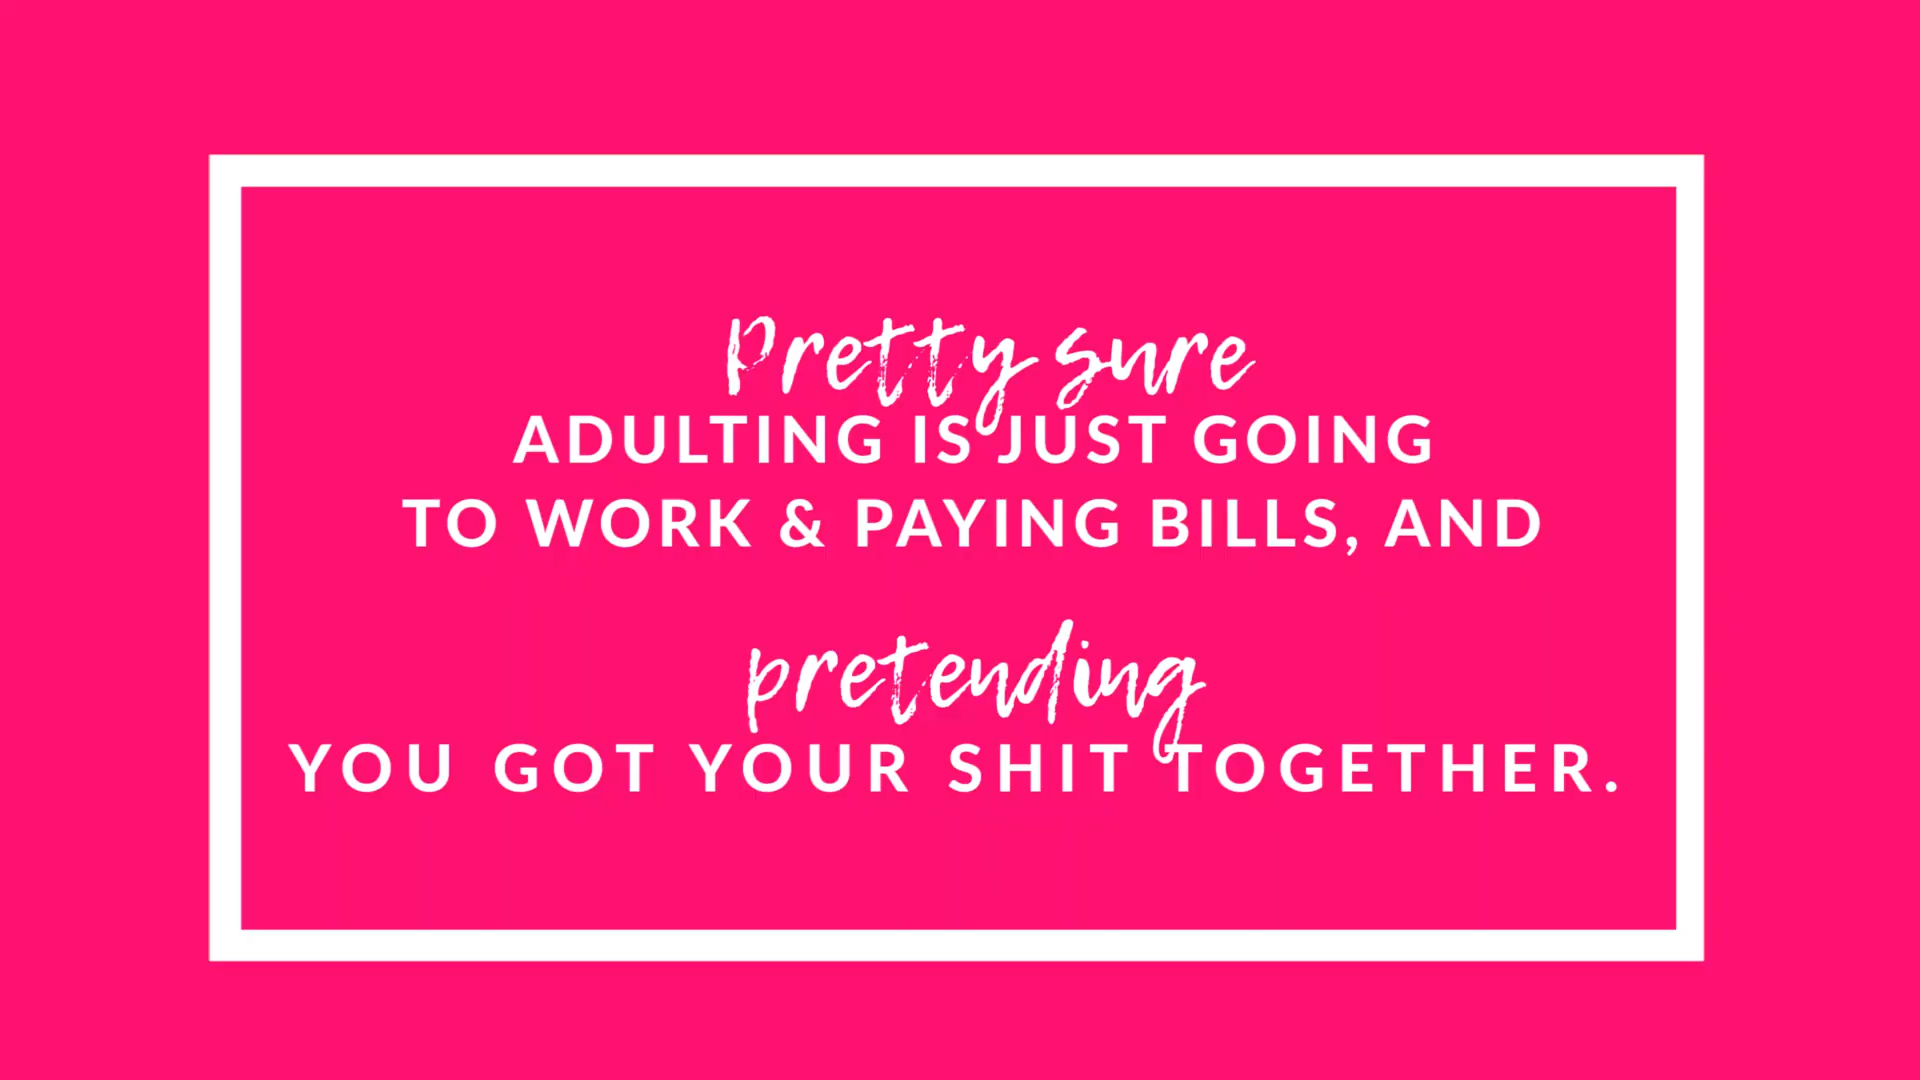 Pretty sure
ADULTING IS JUST GOING
TO WORK & PAYING BILLS, AND
pretending
YOU GOT YOUR SHIT TOGETHER.